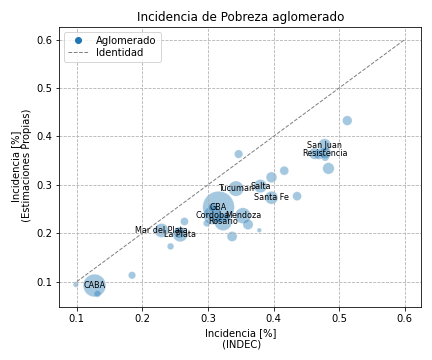 Incidencia de Pobreza aglomerado
Aglomerado
Identidad
Incidencia [%]
(Estimaciones Propias)
0.6
0.5
0.4
0.3
0.2
0.1
San Juan
Resistencia
Tucuman
Salta
Santa Fe
GBA
Cordoba
Mendoza
Rosario
Mar del Plata
La Plata
CABA
0.1
0.2
0.3
0.4
0.5
0.6
Incidencia [%]
(INDEC)